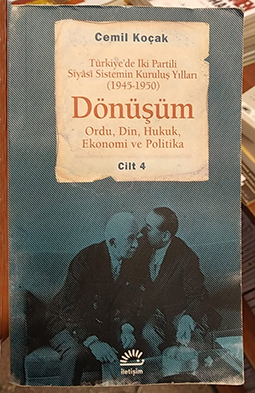 Cemil Koçak
Türkiye'de İki Partili
Siyâsî Sistemin Kuruluş Yılları
(1945-1950)
Dönüşüm
Ordu, Din, Hukuk,
Ekonomi ve Politika
Cilt 4
iletişim